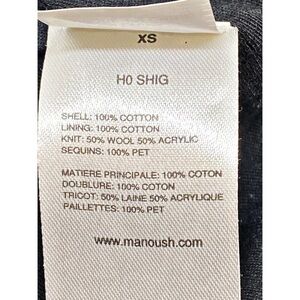 XS
H0 SHIG
SHELL: 100% COTTON
LINING: 100% COTTON
KNIT: 50% WOOL 50% ACRYLIC
SEQUINS: 100% PET
MATIERE PRINCIPALE: 100% COTON
DOUBLURE: 100% COTON
TRICOT: 50% LAINE 50% ACRYLIQUE
PAILLETTES: 100% PET
www.manoush.com